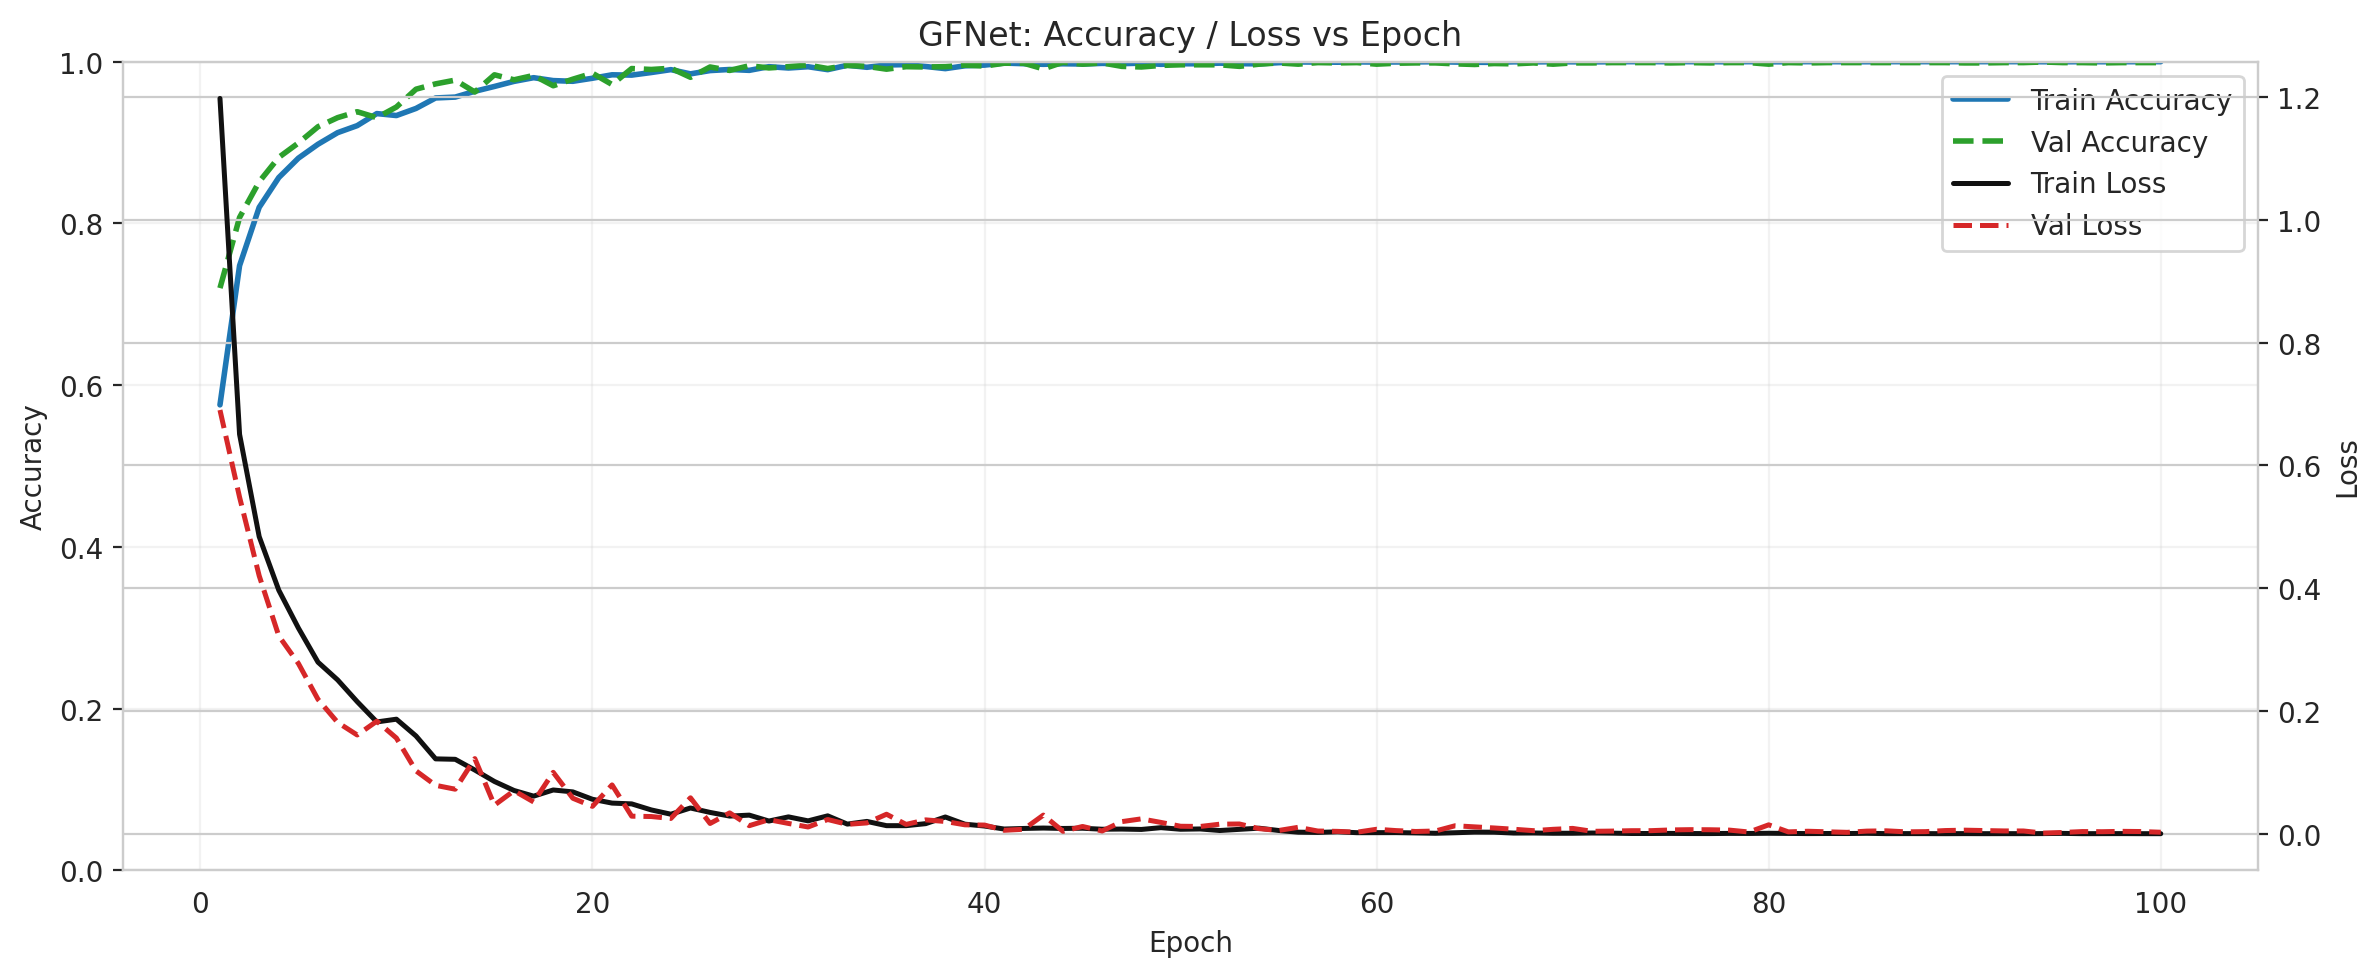 GFNet: Accuracy / Loss vs Epoch
1.0
0.8
0.6
0.4
0.2
0.0
Accuracy
Train Accuracy
Val Accuracy
Train Loss
Val Loss
1.2
1.0
0.8
0.6
0.4
0.2
0.0
Loss
0 20 40 60 80 100
Epoch